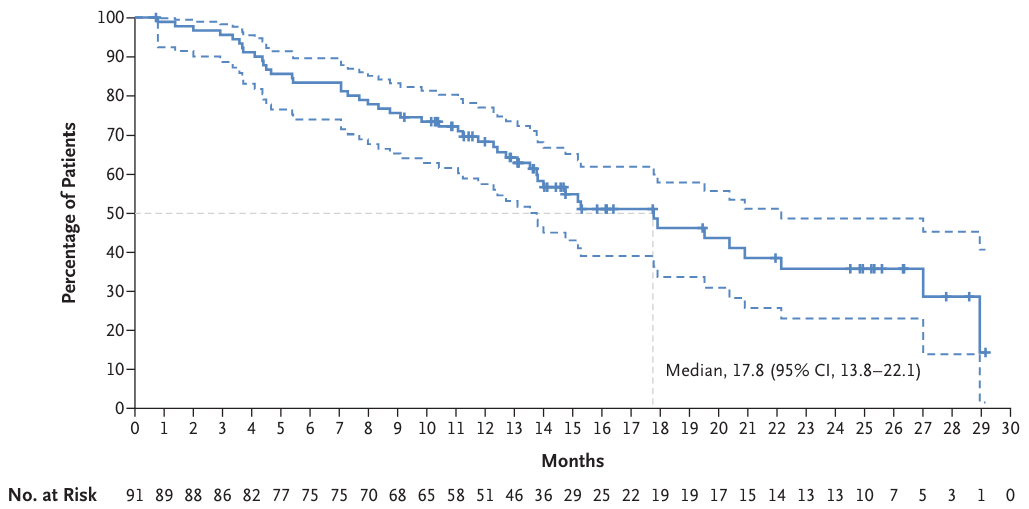 Percentage of Patients
100
90
80
70
60
50
40
30
20
10
0
Median, 17.8 (95% CI, 13.8–22.1)
0 1 2 3 4 5 6 7 8 9 10 11 12 13 14 15 16 17 18 19 20 21 22 23 24 25 26 27 28 29 30
Months
No. at Risk 91 89 88 86 82 77 75 75 70 68 65 58 51 46 36 29 25 22 19 19 17 15 14 13 13 10 7 5 3 1 0